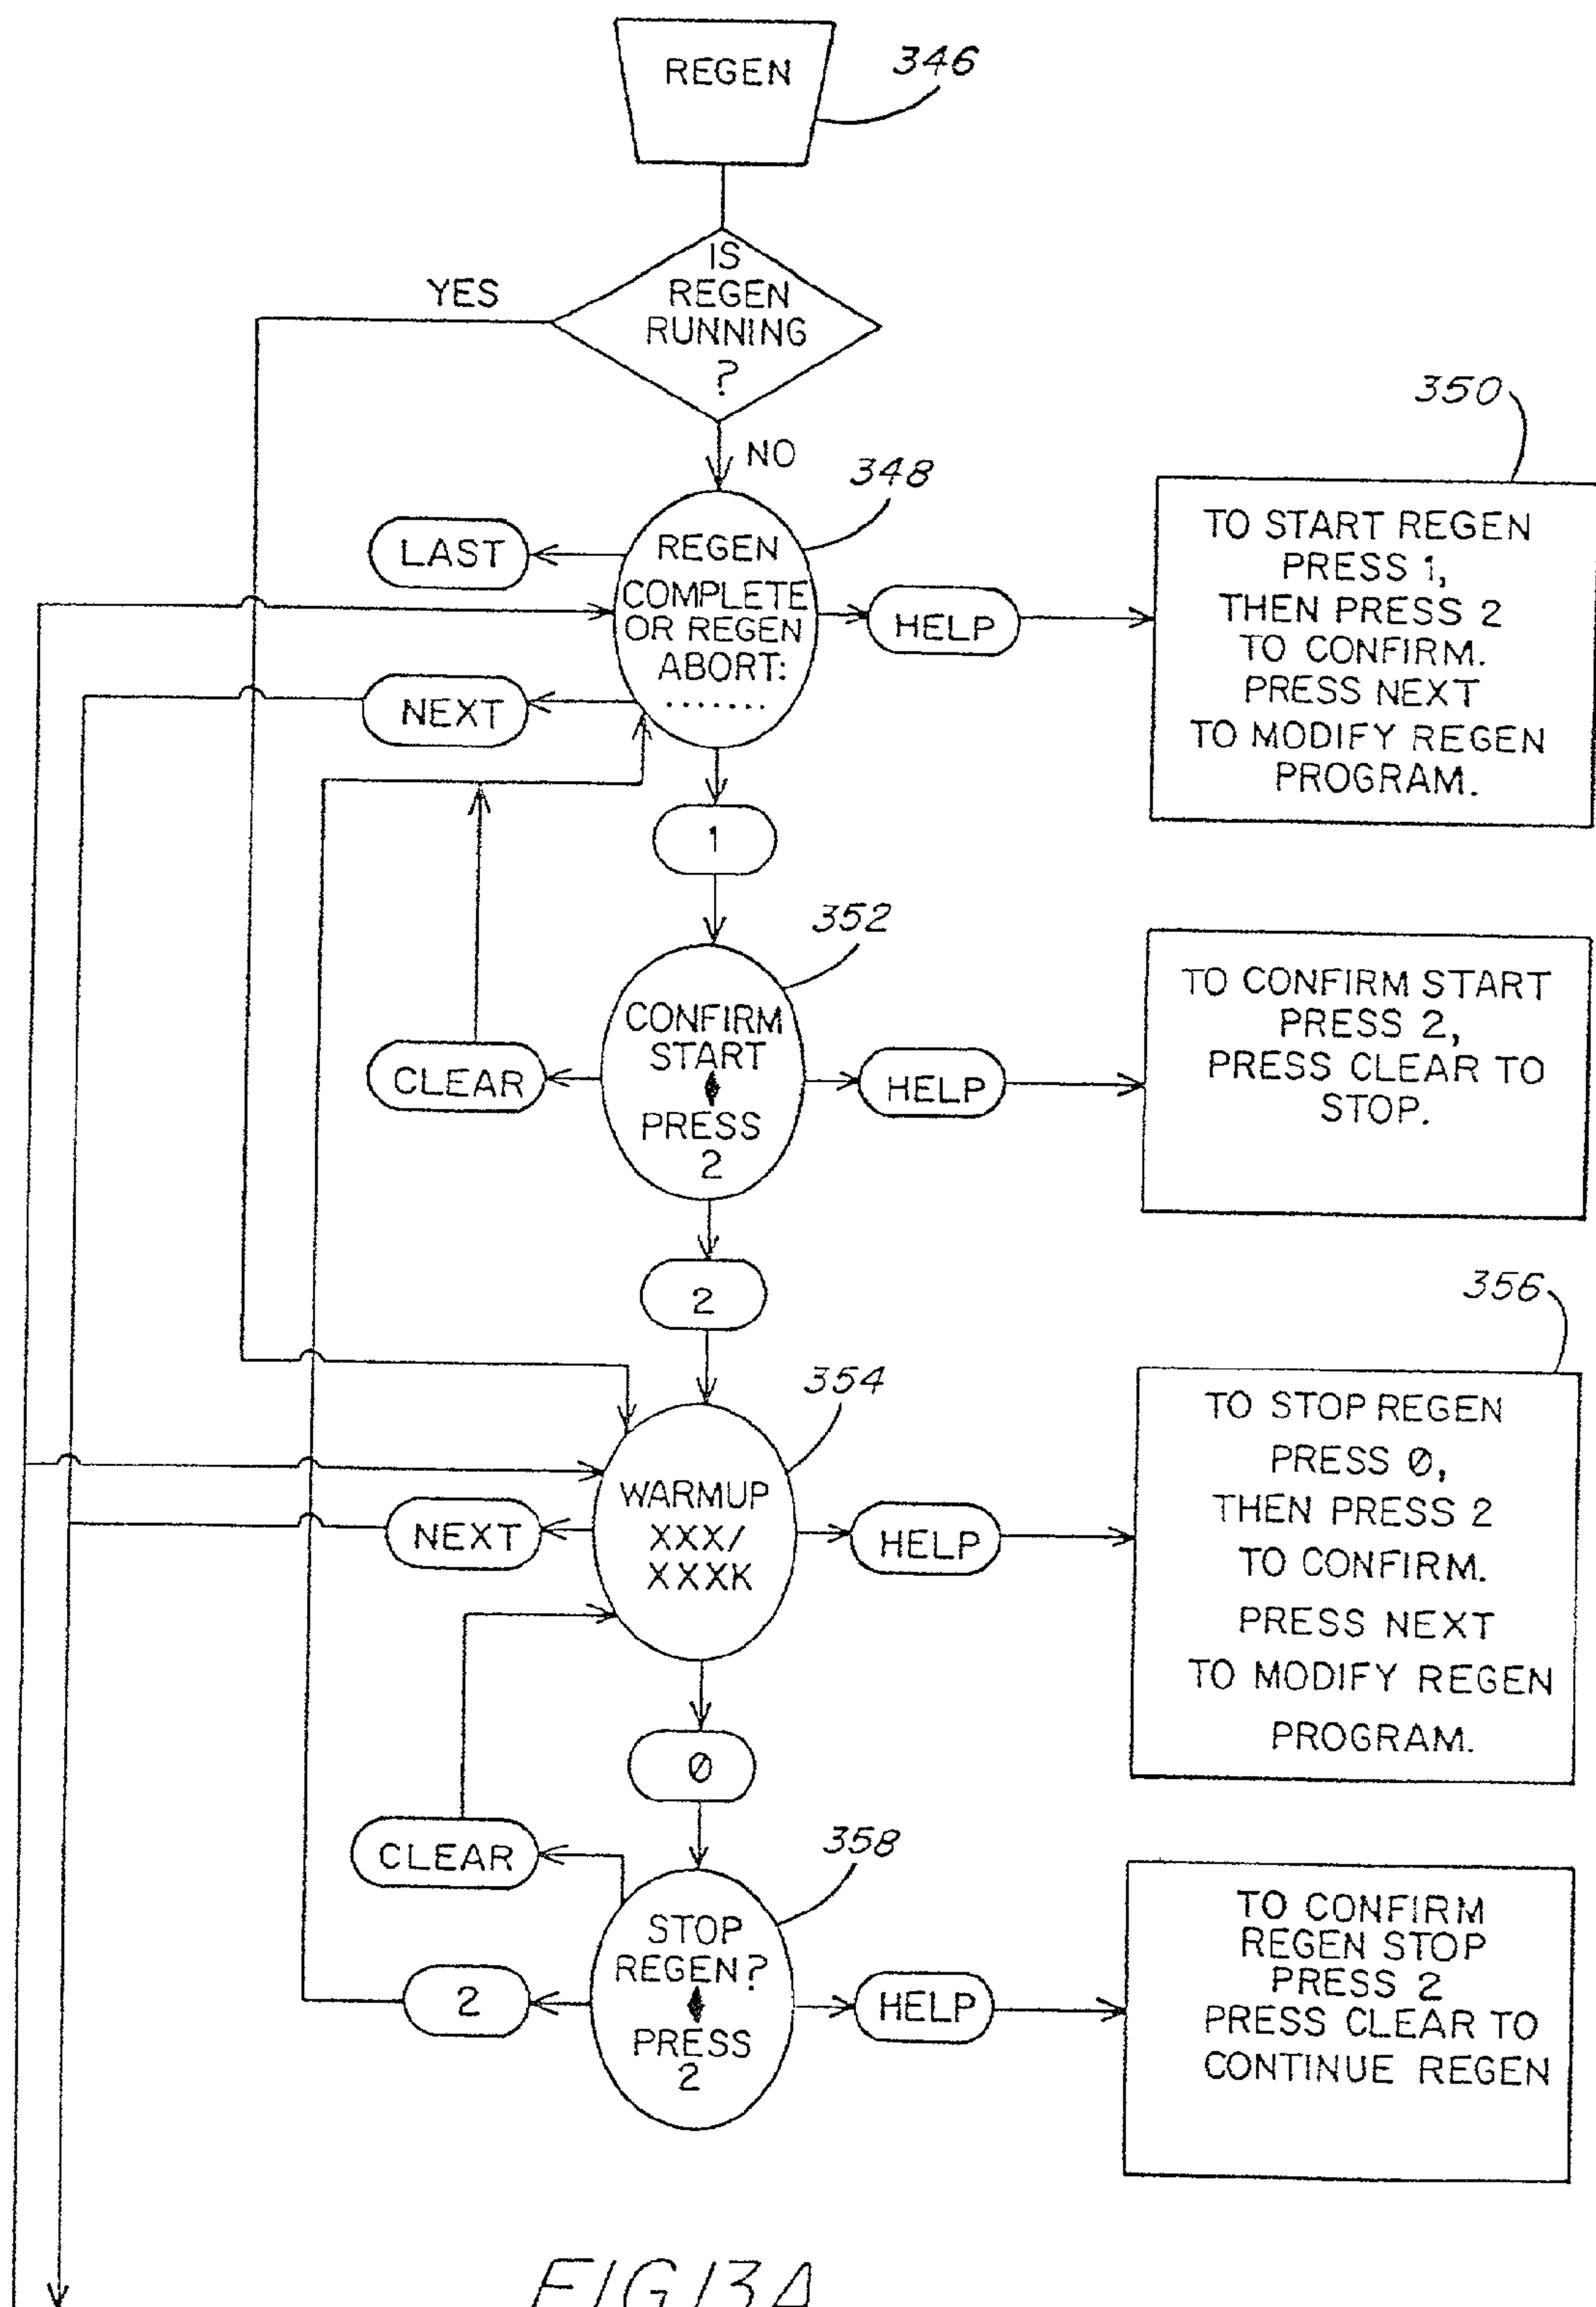 REGEN
346
IS
REGEN
RUNNING
?
YES
NO
348
350
LAST
REGEN
COMPLETE
OR REGEN
ABORT:
.......
HELP
TO START REGEN
PRESS 1,
THEN PRESS 2
TO CONFIRM.
PRESS NEXT
TO MODIFY REGEN
PROGRAM.
NEXT
1
352
CLEAR
CONFIRM
START
PRESS
2
HELP
TO CONFIRM START
PRESS 2,
PRESS CLEAR TO
STOP.
2
354
356
NEXT
WARMUP
XXX/
XXXK
HELP
TO STOP REGEN
PRESS 0,
THEN PRESS 2
TO CONFIRM.
PRESS NEXT
TO MODIFY REGEN
PROGRAM.
0
CLEAR
358
2
STOP
REGEN?
PRESS
2
HELP
TO CONFIRM
REGEN STOP
PRESS 2
PRESS CLEAR TO
CONTINUE REGEN
FIG13A